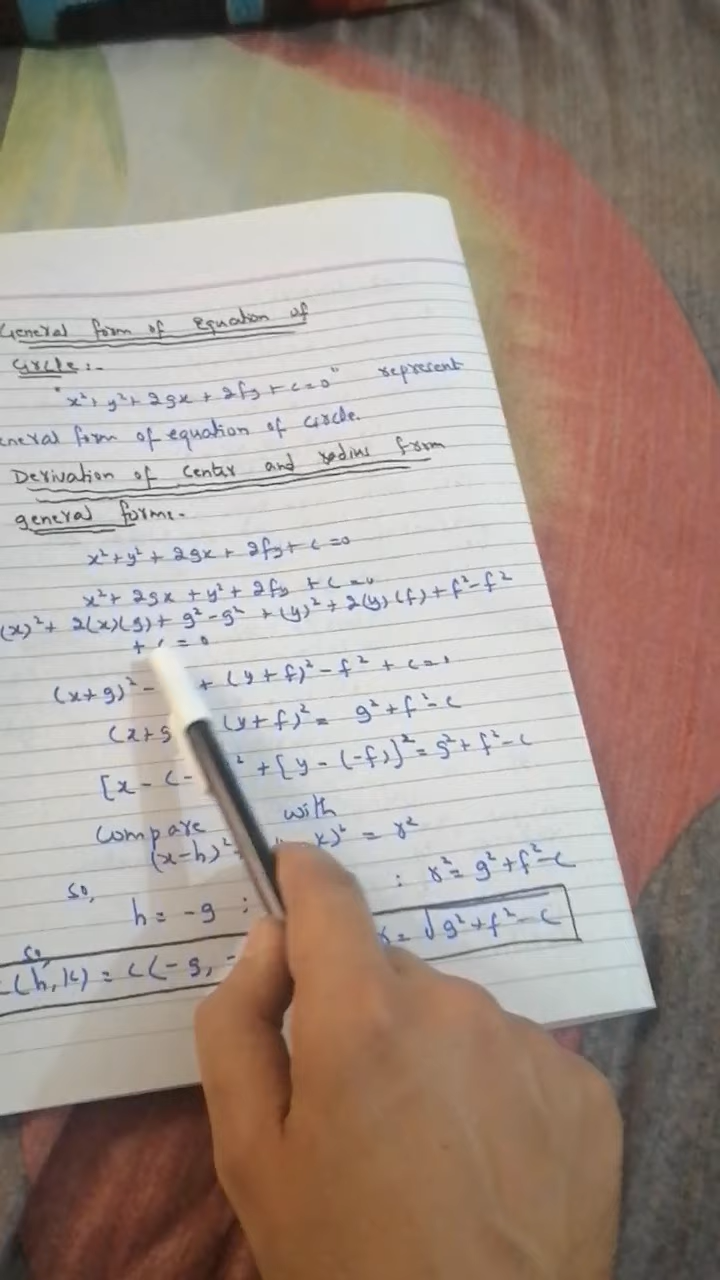 General form of Equation of
Circle:-
"x²+y²+2gx+2fy+c=0" represent
eneral form of equation of circle.
Derivation of center and radius from
general form:-
x²+y²+2gx+2fy+c=0
x²+2gx+y²+2fy+c=0
(x)²+2(x)(g)+g²-g²+(y)²+2(y)(f)+f²-f²
+c=0
(x+g)²- +(y+f)²-f²+c=0
(x+g (y+f)²= g²+f²-c
[x-(- ²+[y-(-f)]²=g²+f²-c
Compare with
(x-h)² k)²=r²
so,
h=-g ; : r²=g²+f²-c
so, r=√g²+f²-c
C(h,k)=C(-g,-